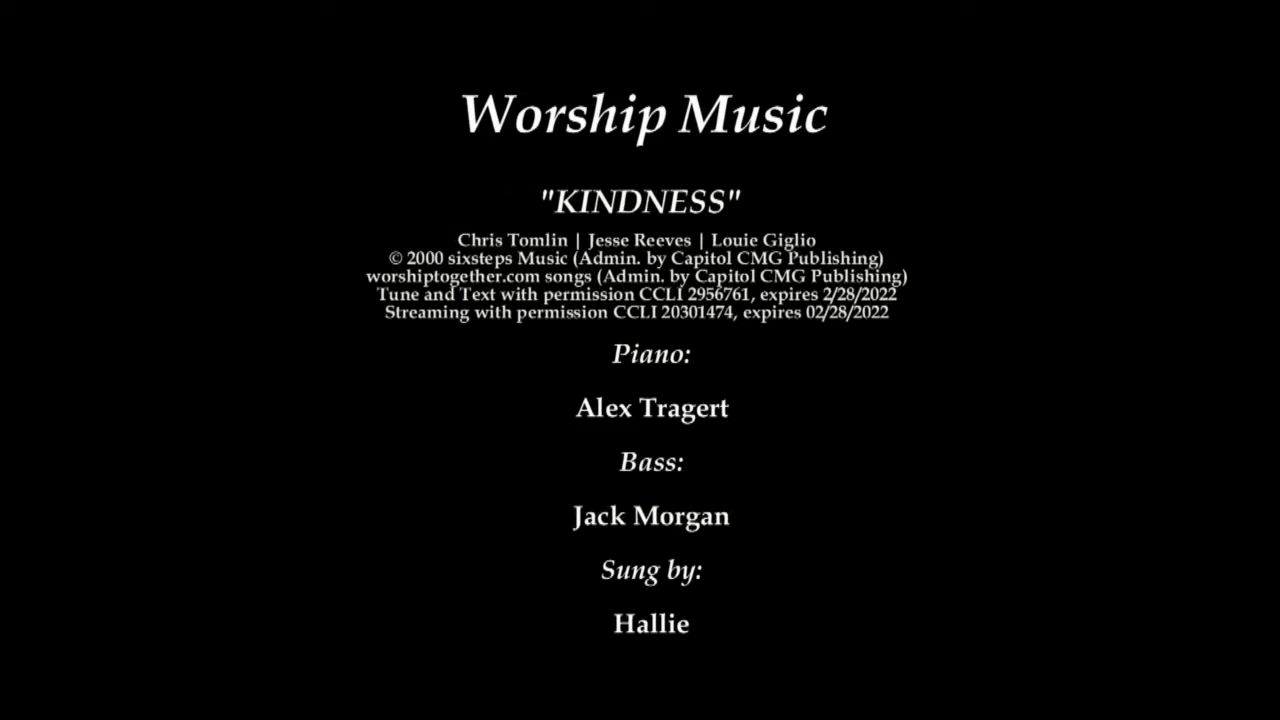 Worship Music
"KINDNESS"
Chris Tomlin | Jesse Reeves | Louie Giglio
© 2000 sixsteps Music (Admin. by Capitol CMG Publishing)
worshiptogether.com songs (Admin. by Capitol CMG Publishing)
Tune and Text with permission CCLI 2956761, expires 2/28/2022
Streaming with permission CCLI 20301474, expires 02/28/2022
Piano:
Alex Tragert
Bass:
Jack Morgan
Sung by:
Hallie